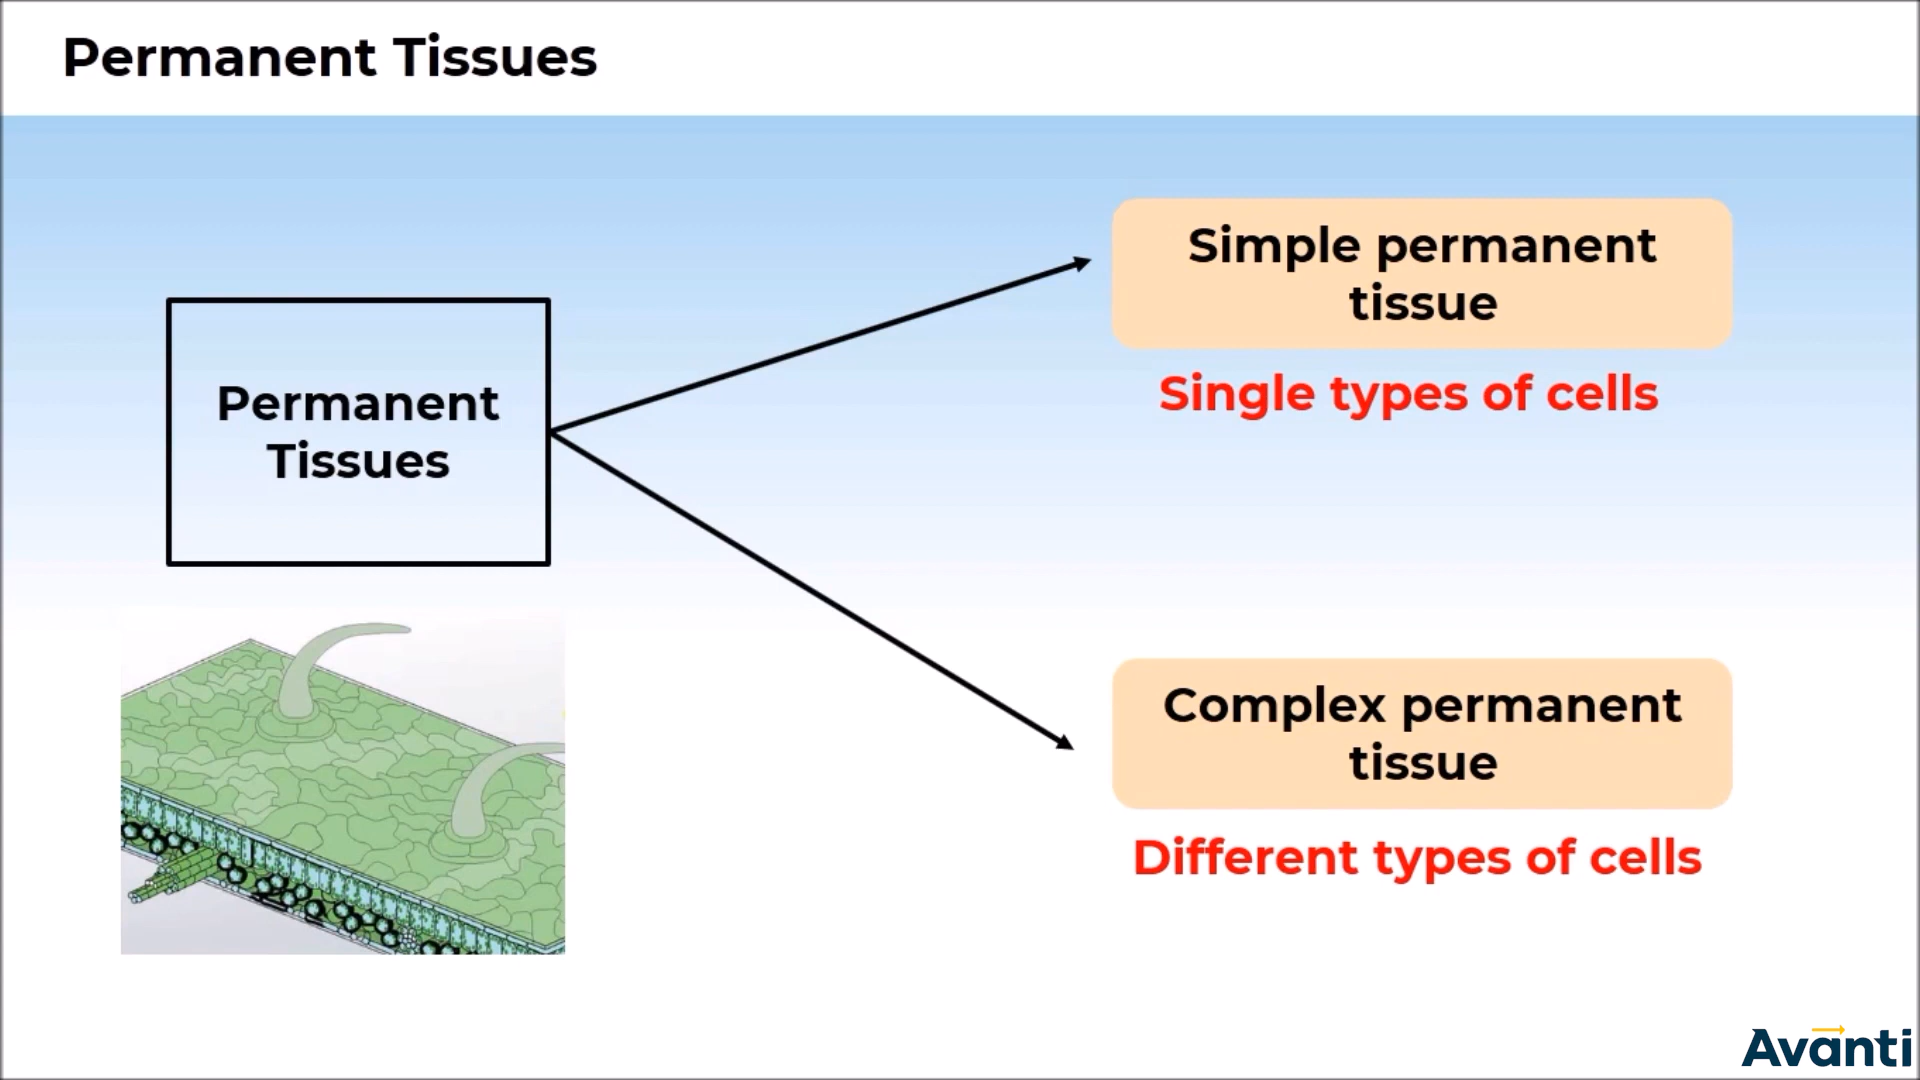 Permanent Tissues
Permanent
Tissues
Simple permanent
tissue
Single types of cells
Complex permanent
tissue
Different types of cells
Avanti